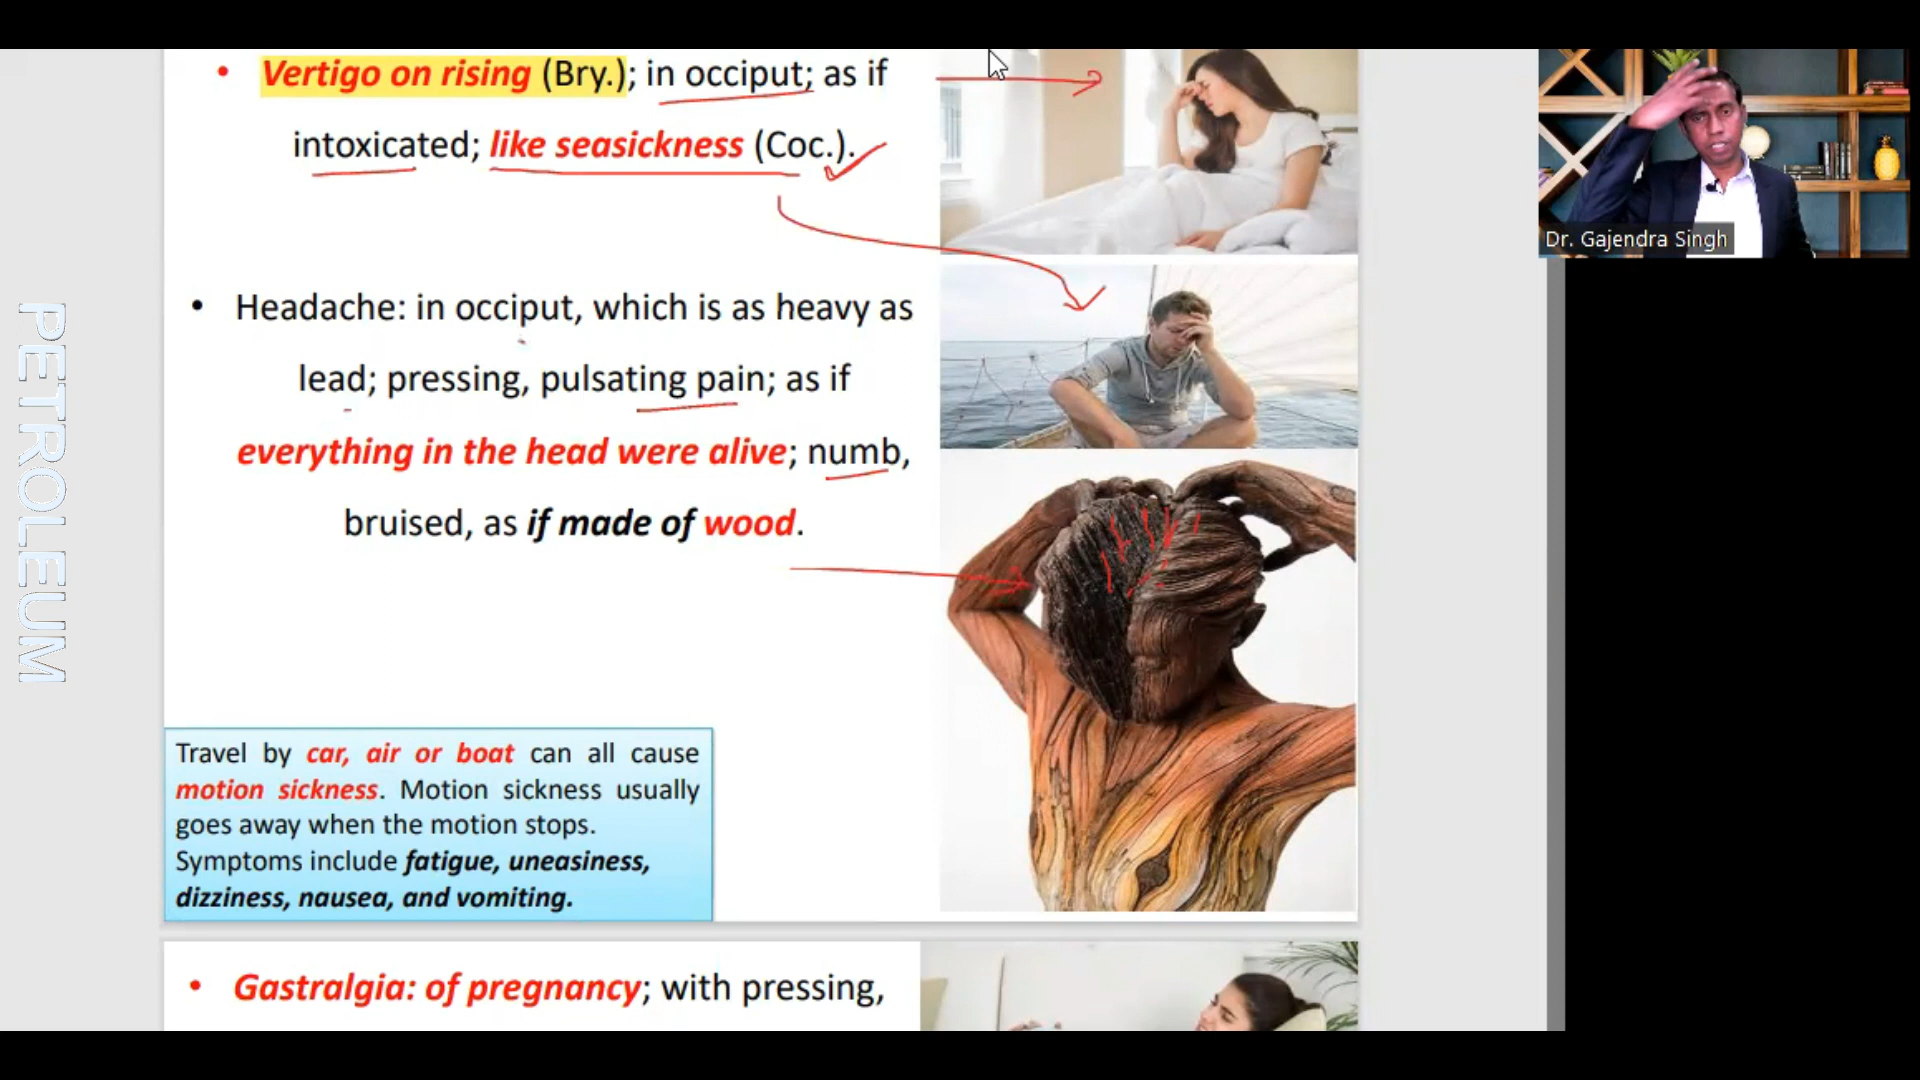 • Vertigo on rising (Bry.); in occiput; as if
intoxicated; like seasickness (Coc.).
• Headache: in occiput, which is as heavy as
lead; pressing, pulsating pain; as if
everything in the head were alive; numb,
bruised, as if made of wood.
Travel by car, air or boat can all cause
motion sickness. Motion sickness usually
goes away when the motion stops.
Symptoms include fatigue, uneasiness,
dizziness, nausea, and vomiting.
• Gastralgia: of pregnancy; with pressing,
PETROLEUM
Dr. Gajendra Singh